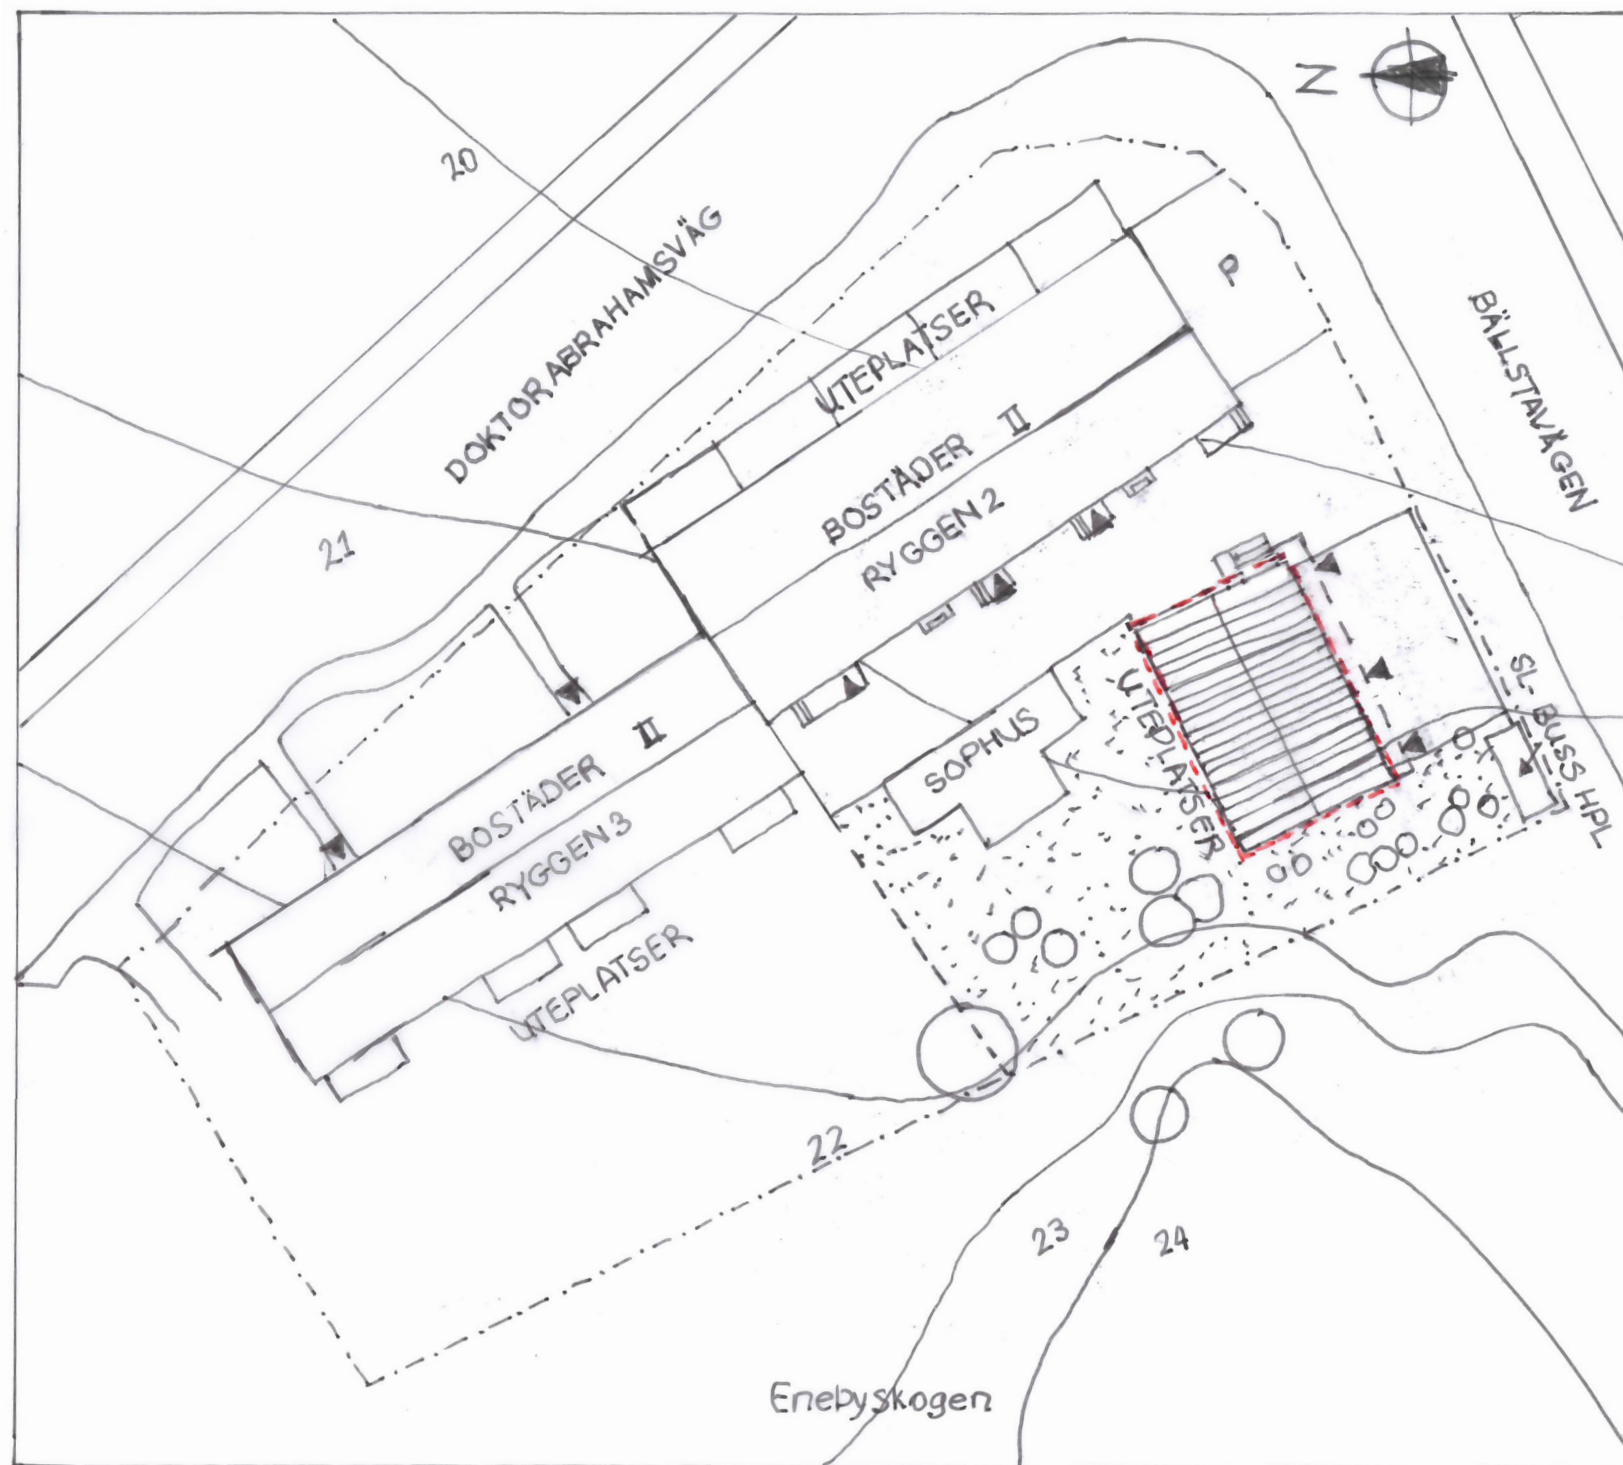 N
20
DOKTOR ABRAHAMSVÄG
P
BÄLLSTAVÄGEN
UTEPLATSER
BOSTÄDER II
RYGGEN 2
21
SL-BUSS HPL
UTEPLATSER
SOPHUS
BOSTÄDER II
RYGGEN 3
UTEPLATSER
22
23
24
Enebyskogen